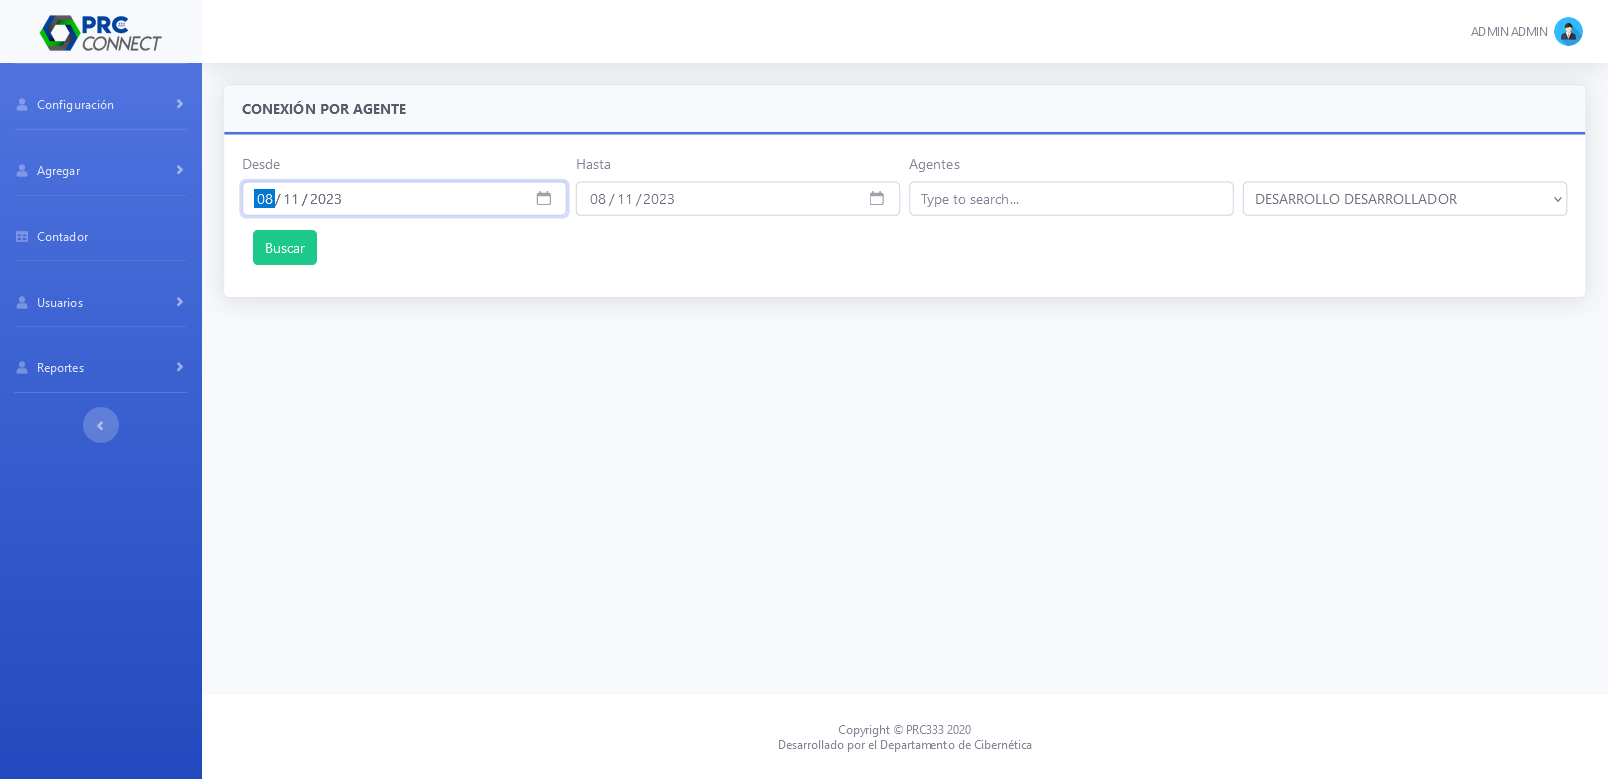 PRC 333
CONNECT
ADMIN ADMIN
Configuración
Agregar
Contador
Usuarios
Reportes
CONEXIÓN POR AGENTE
Desde
Hasta
Agentes
08/11/2023
08/11/2023
Type to search...
DESARROLLO DESARROLLADOR
Buscar
Copyright © PRC333 2020
Desarrollado por el Departamento de Cibernética